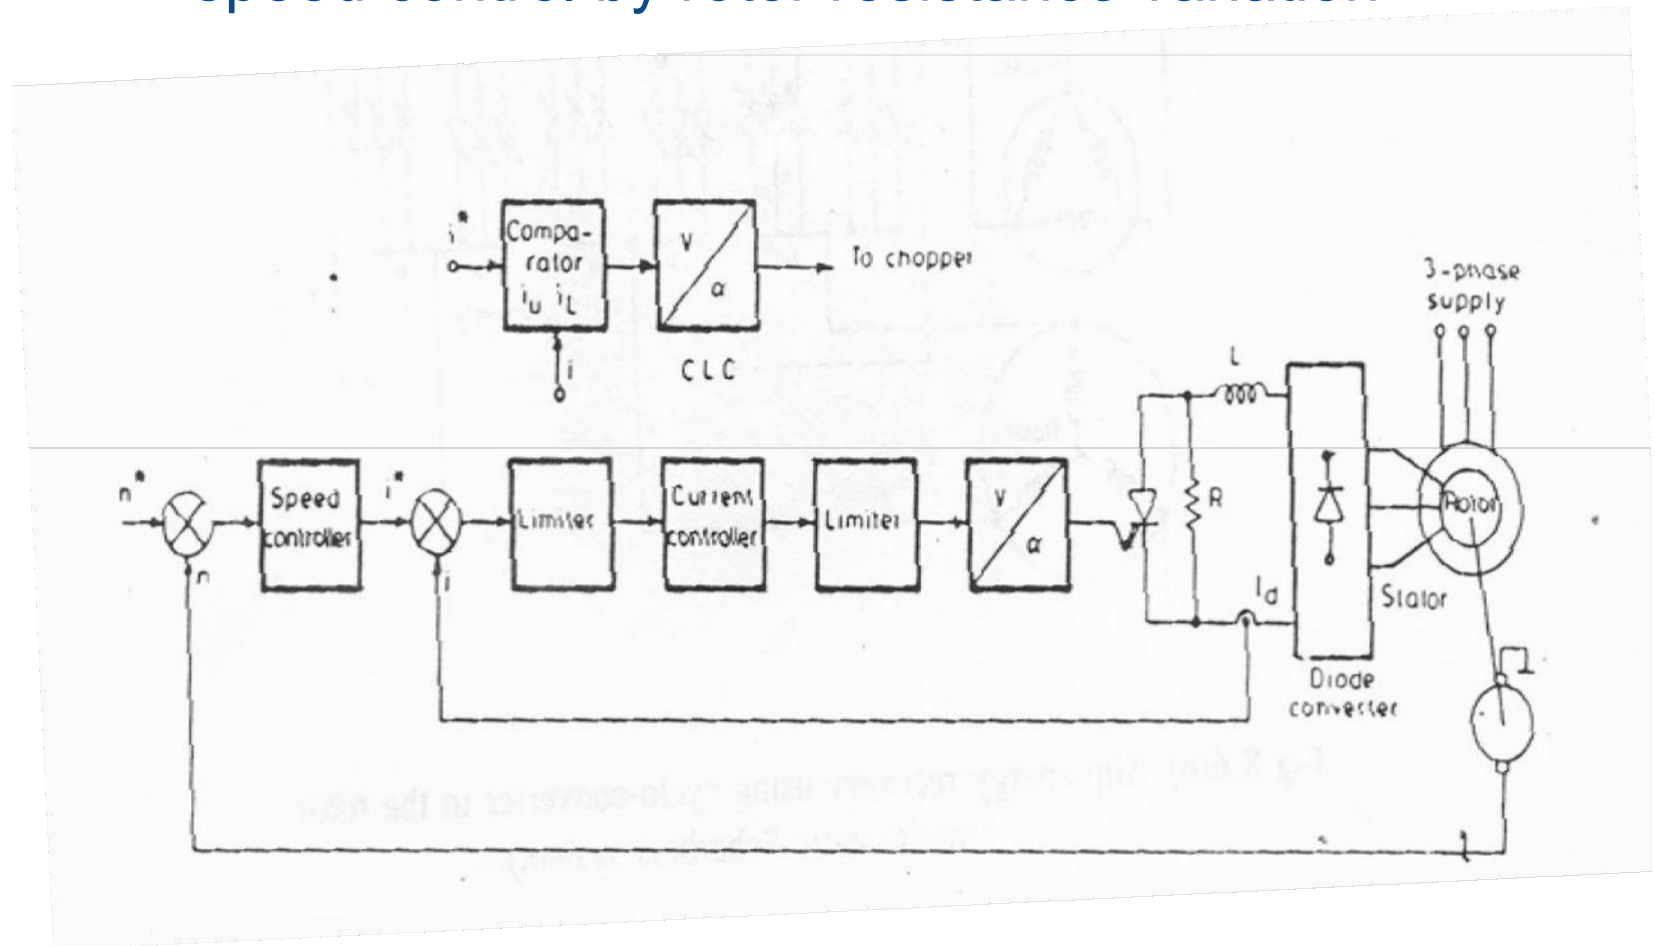 speed control by rotor resistance variation
i*
Compa-
rator
iu iL
i
V
α
To chopper
CLC
3-phase
supply
L
n*
n
Speed
controller
i*
i
Limiter
Current
controller
Limiter
V
α
R
Id
Rotor
Stator
Diode
converter